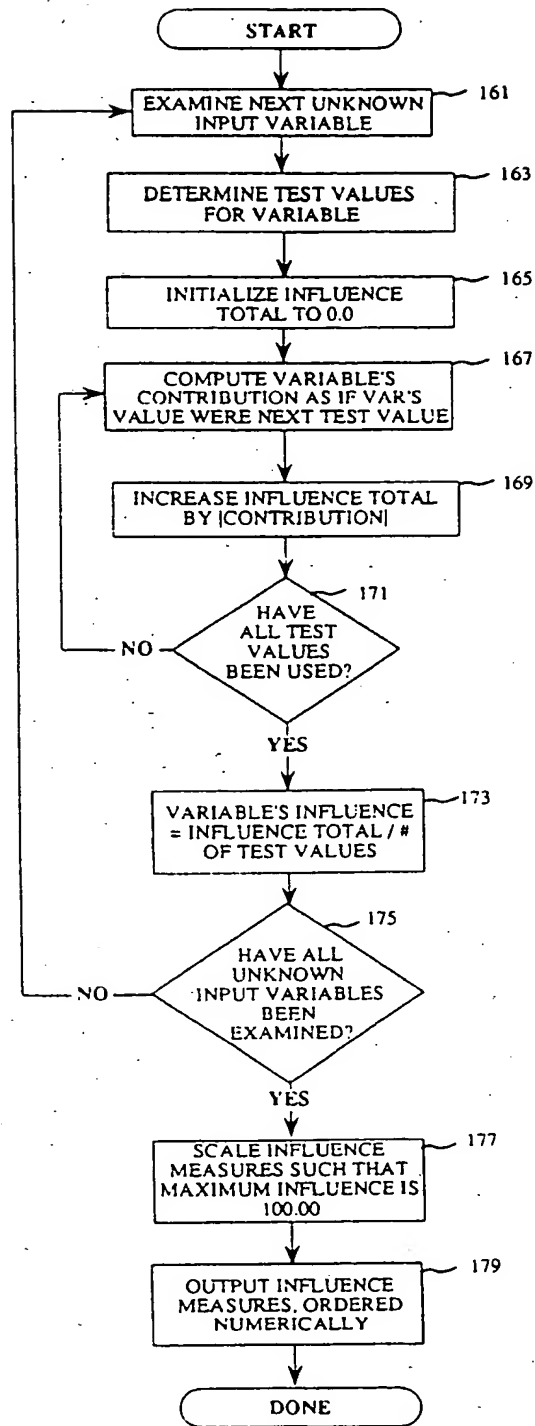 START
EXAMINE NEXT UNKNOWN
INPUT VARIABLE
161
DETERMINE TEST VALUES
FOR VARIABLE
163
INITIALIZE INFLUENCE
TOTAL TO 0.0
165
COMPUTE VARIABLE'S
CONTRIBUTION AS IF VAR'S
VALUE WERE NEXT TEST VALUE
167
INCREASE INFLUENCE TOTAL
BY |CONTRIBUTION|
169
HAVE
ALL TEST
VALUES
BEEN USED?
171
NO
YES
VARIABLE'S INFLUENCE
= INFLUENCE TOTAL / #
OF TEST VALUES
173
HAVE ALL
UNKNOWN
INPUT VARIABLES
BEEN
EXAMINED?
175
NO
YES
SCALE INFLUENCE
MEASURES SUCH THAT
MAXIMUM INFLUENCE IS
100.00
177
OUTPUT INFLUENCE
MEASURES, ORDERED
NUMERICALLY
179
DONE